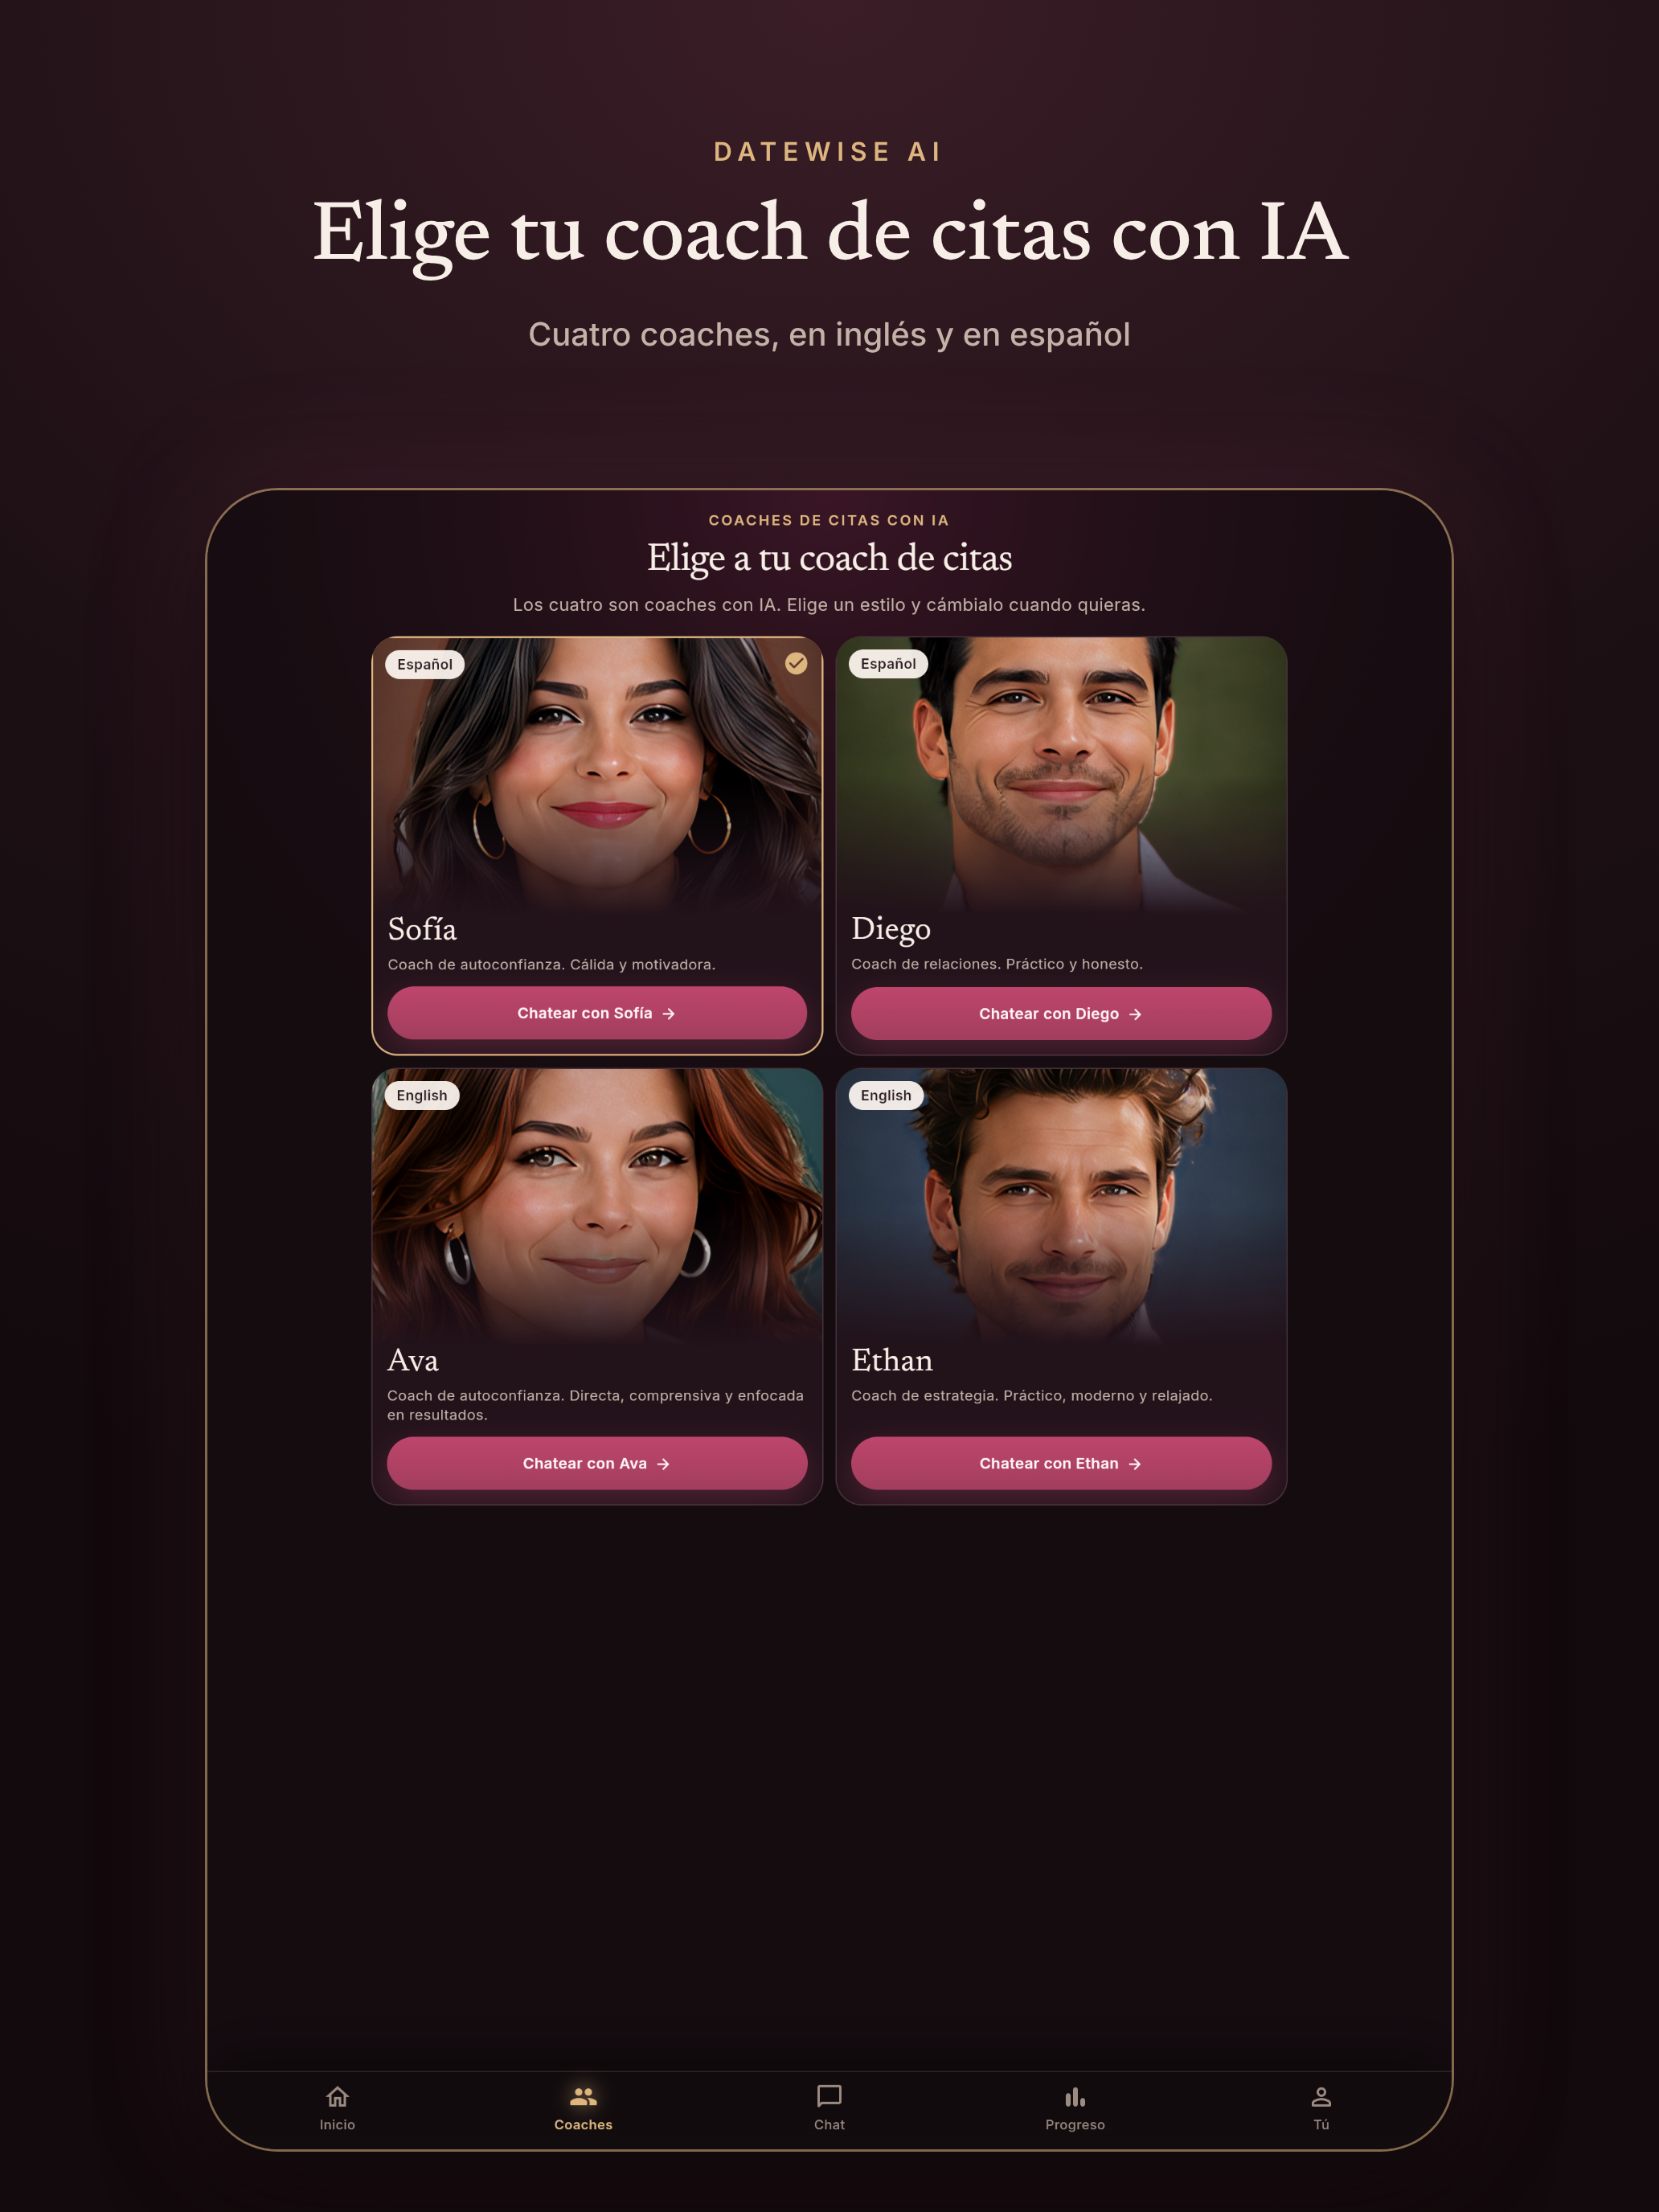 DATEWISE AI
Elige tu coach de citas con IA
Cuatro coaches, en inglés y en español
COACHES DE CITAS CON IA
Elige a tu coach de citas
Los cuatro son coaches con IA. Elige un estilo y cámbialo cuando quieras.
Español
Sofía
Coach de autoconfianza. Cálida y motivadora.
Chatear con Sofía →
Español
Diego
Coach de relaciones. Práctico y honesto.
Chatear con Diego →
English
Ava
Coach de autoconfianza. Directa, comprensiva y enfocada
en resultados.
Chatear con Ava →
English
Ethan
Coach de estrategia. Práctico, moderno y relajado.
Chatear con Ethan →
Inicio
Coaches
Chat
Progreso
Tú